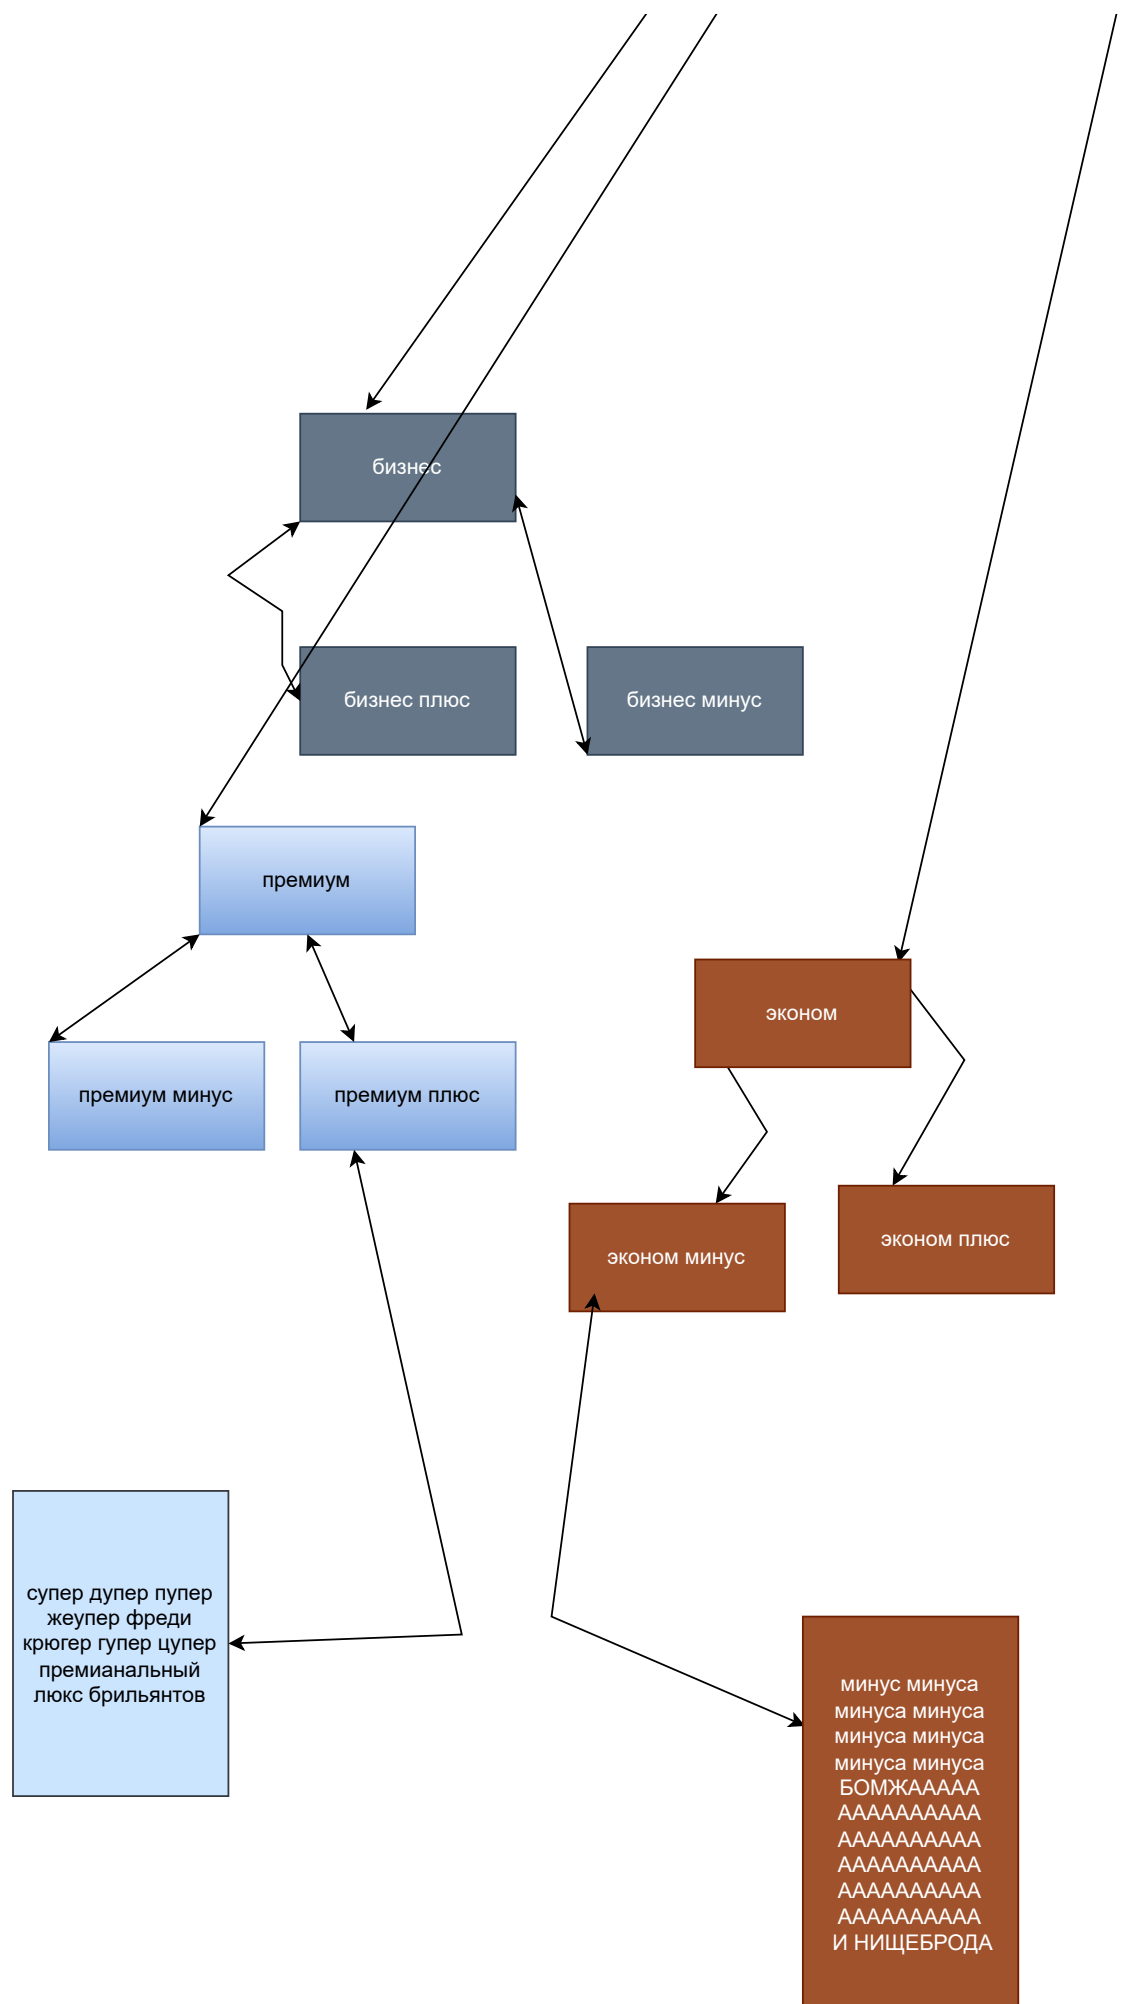 бизнес
бизнес плюс
бизнес минус
премиум
эконом
премиум минус
премиум плюс
эконом плюс
эконом минус
супер дупер пупер
жеупер фреди
крюгер гупер цупер
премианальный
люкс брильянтов
минус минуса
минуса минуса
минуса минуса
минуса минуса
БОМЖААААА
АААААААААА
АААААААААА
АААААААААА
АААААААААА
АААААААААА
И НИЩЕБРОДА